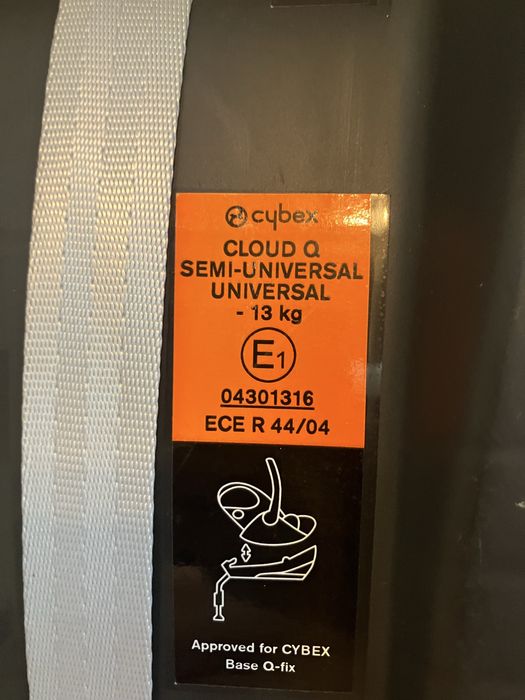 cybex
CLOUD Q
SEMI-UNIVERSAL
UNIVERSAL
- 13 kg
E1
04301316
ECE R 44/04
Approved for CYBEX
Base Q-fix